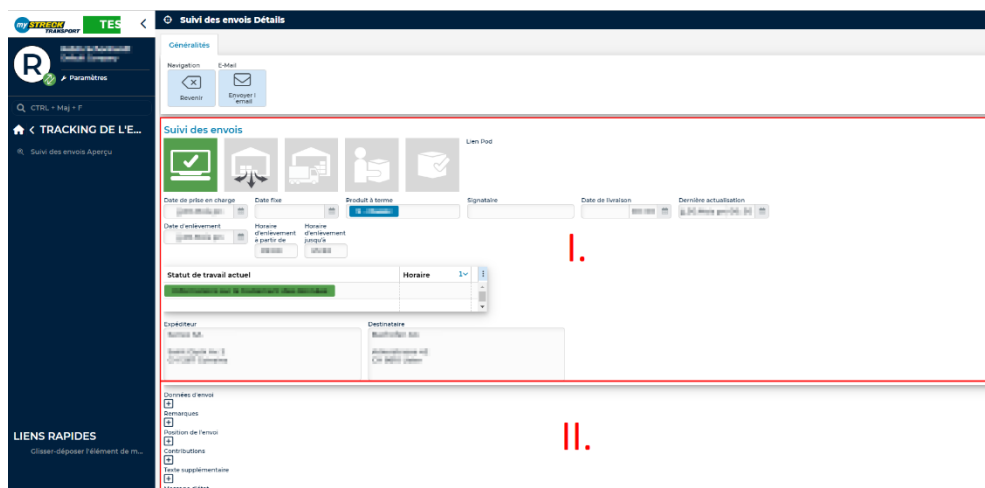 my STRECK
TRANSPORT
TES
Suivi des envois Détails
Généralités
Navigation
E-Mail
R
Paramètres
Revenir
Envoyer l
email
CTRL + Maj + F
TRACKING DE L'E...
Suivi des envois Aperçu
Suivi des envois
Lien Pod
Date de prise en charge
Date fixe
Produit à terme
Signataire
Date de livraison
Dernière actualisation
Date d'enlèvement
Horaire
d'enlèvement
à partir de
Horaire
d'enlèvement
jusqu'à
I.
Statut de travail actuel
Horaire
1
Expéditeur
Destinataire
Données d'envoi
Remarques
Position de l'envoi
Contributions
Texte supplémentaire
II.
LIENS RAPIDES
Glisser-déposer l'élément de m...